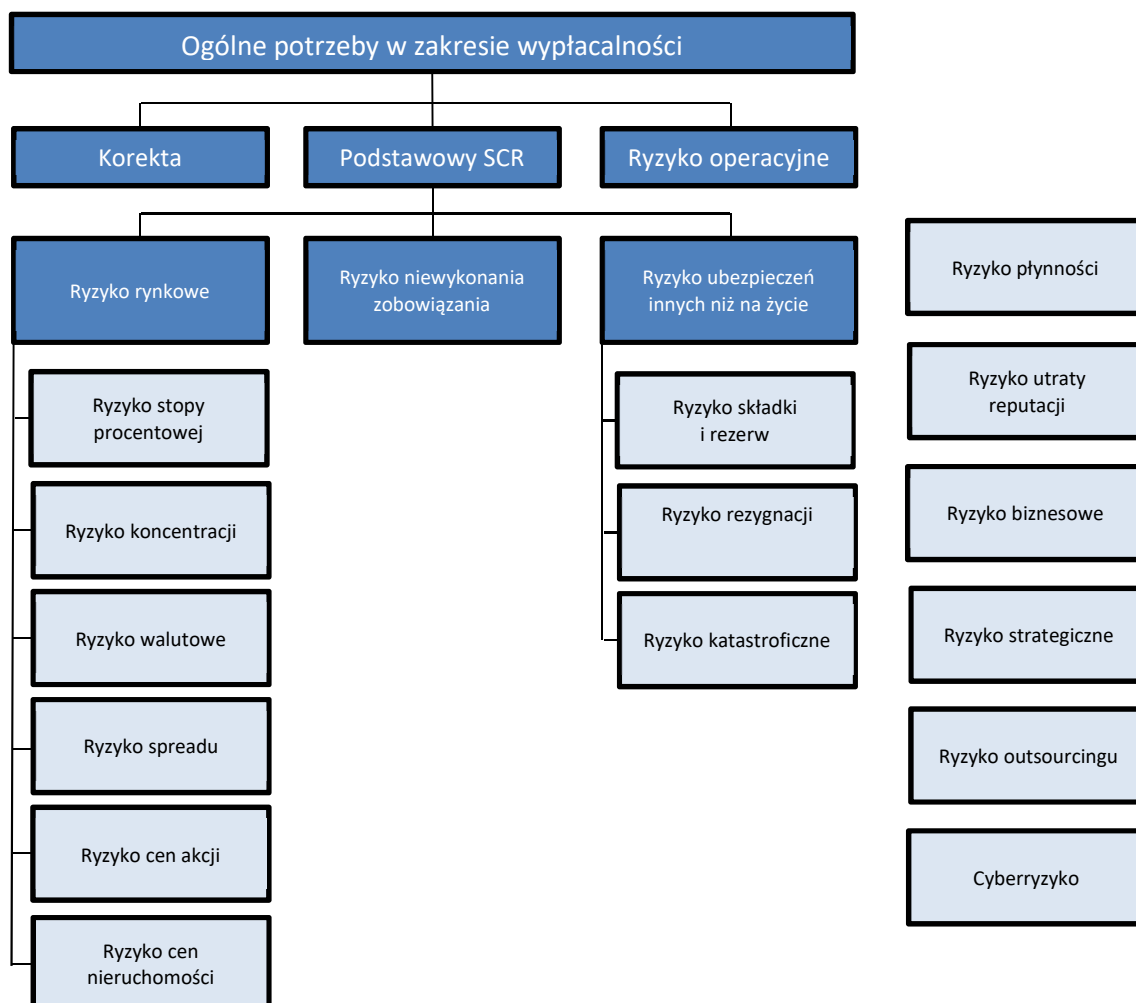 Ogólne potrzeby w zakresie wypłacalności
Korekta
Podstawowy SCR
Ryzyko operacyjne
Ryzyko rynkowe
Ryzyko niewykonania
zobowiązania
Ryzyko ubezpieczeń
innych niż na życie
Ryzyko stopy
procentowej
Ryzyko koncentracji
Ryzyko walutowe
Ryzyko spreadu
Ryzyko cen akcji
Ryzyko cen
nieruchomości
Ryzyko składki
i rezerw
Ryzyko rezygnacji
Ryzyko katastroficzne
Ryzyko płynności
Ryzyko utraty
reputacji
Ryzyko biznesowe
Ryzyko strategiczne
Ryzyko outsourcingu
Cyberryzyko